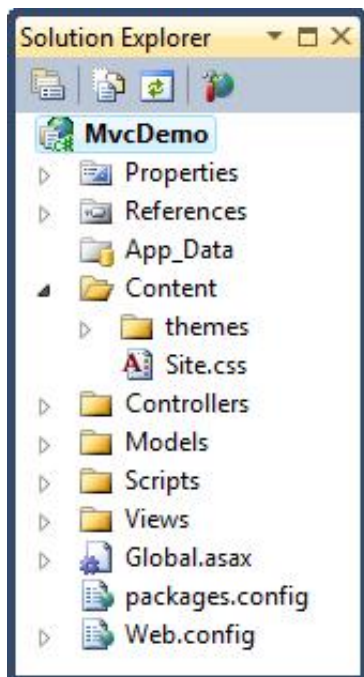 Solution Explorer
MvcDemo
Properties
References
App_Data
Content
themes
Site.css
Controllers
Models
Scripts
Views
Global.asax
packages.config
Web.config